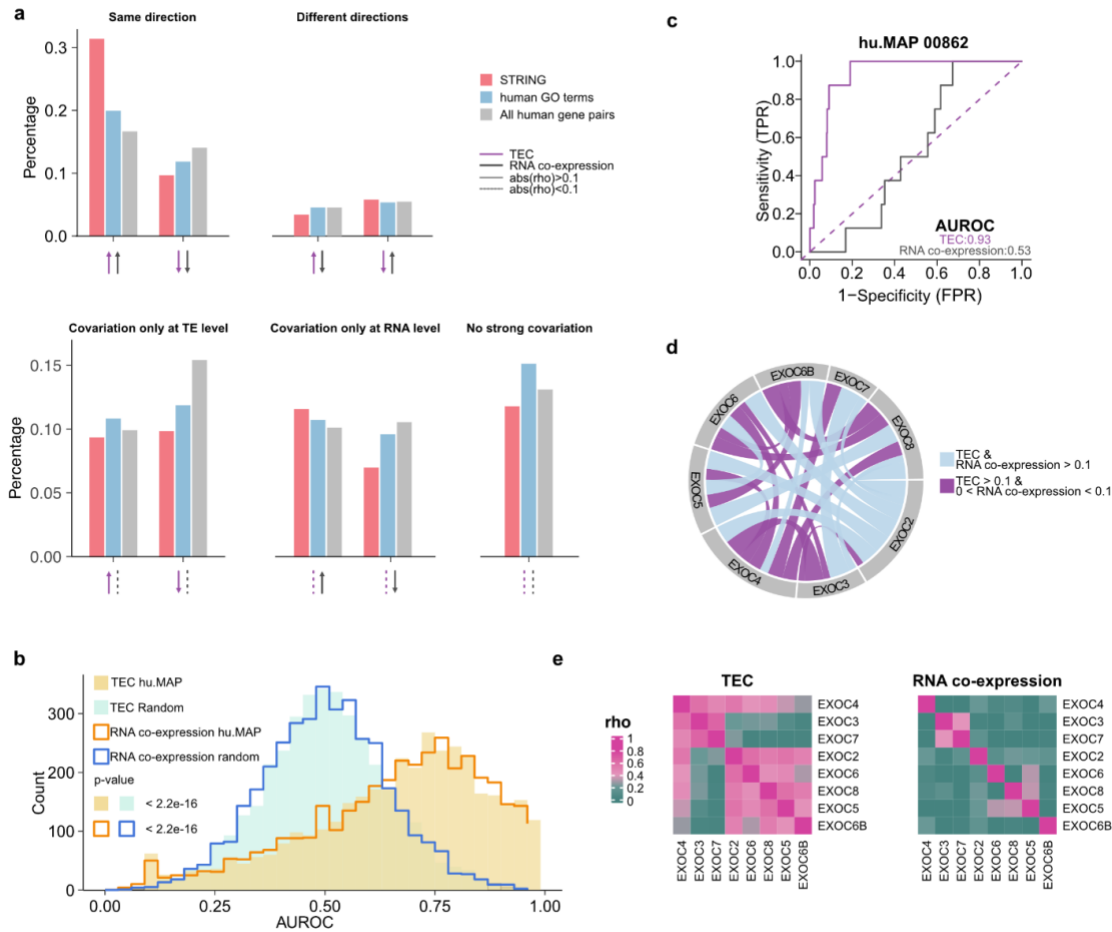 a
Same direction
Different directions
Percentage
0.3
0.2
0.1
0.0
STRING
human GO terms
All human gene pairs
TEC
RNA co-expression
abs(rho)>0.1
abs(rho)<0.1
Covariation only at TE level
Covariation only at RNA level
No strong covariation
Percentage
0.15
0.10
0.05
0.00
b
TEC hu.MAP
TEC Random
RNA co-expression hu.MAP
RNA co-expression random
p-value
< 2.2e-16
< 2.2e-16
Count
300
200
100
0
0.00 0.25 0.50 0.75 1.00
AUROC
c
hu.MAP 00862
Sensitivity (TPR)
1.0
0.8
0.6
0.4
0.2
0.0
AUROC
TEC:0.93
RNA co-expression:0.53
0.0 0.2 0.4 0.6 0.8 1.0
1−Specificity (FPR)
d
EXOC6B
EXOC7
EXOC8
EXOC2
EXOC3
EXOC4
EXOC5
EXOC6
TEC &
RNA co-expression > 0.1
TEC > 0.1 &
0 < RNA co-expression < 0.1
e
TEC
RNA co-expression
rho
1
0.8
0.6
0.4
0.2
0
EXOC4
EXOC3
EXOC7
EXOC2
EXOC6
EXOC8
EXOC5
EXOC6B
EXOC4 EXOC3 EXOC7 EXOC2 EXOC6 EXOC8 EXOC5 EXOC6B
EXOC4
EXOC3
EXOC7
EXOC2
EXOC6
EXOC8
EXOC5
EXOC6B
EXOC4 EXOC3 EXOC7 EXOC2 EXOC6 EXOC8 EXOC5 EXOC6B